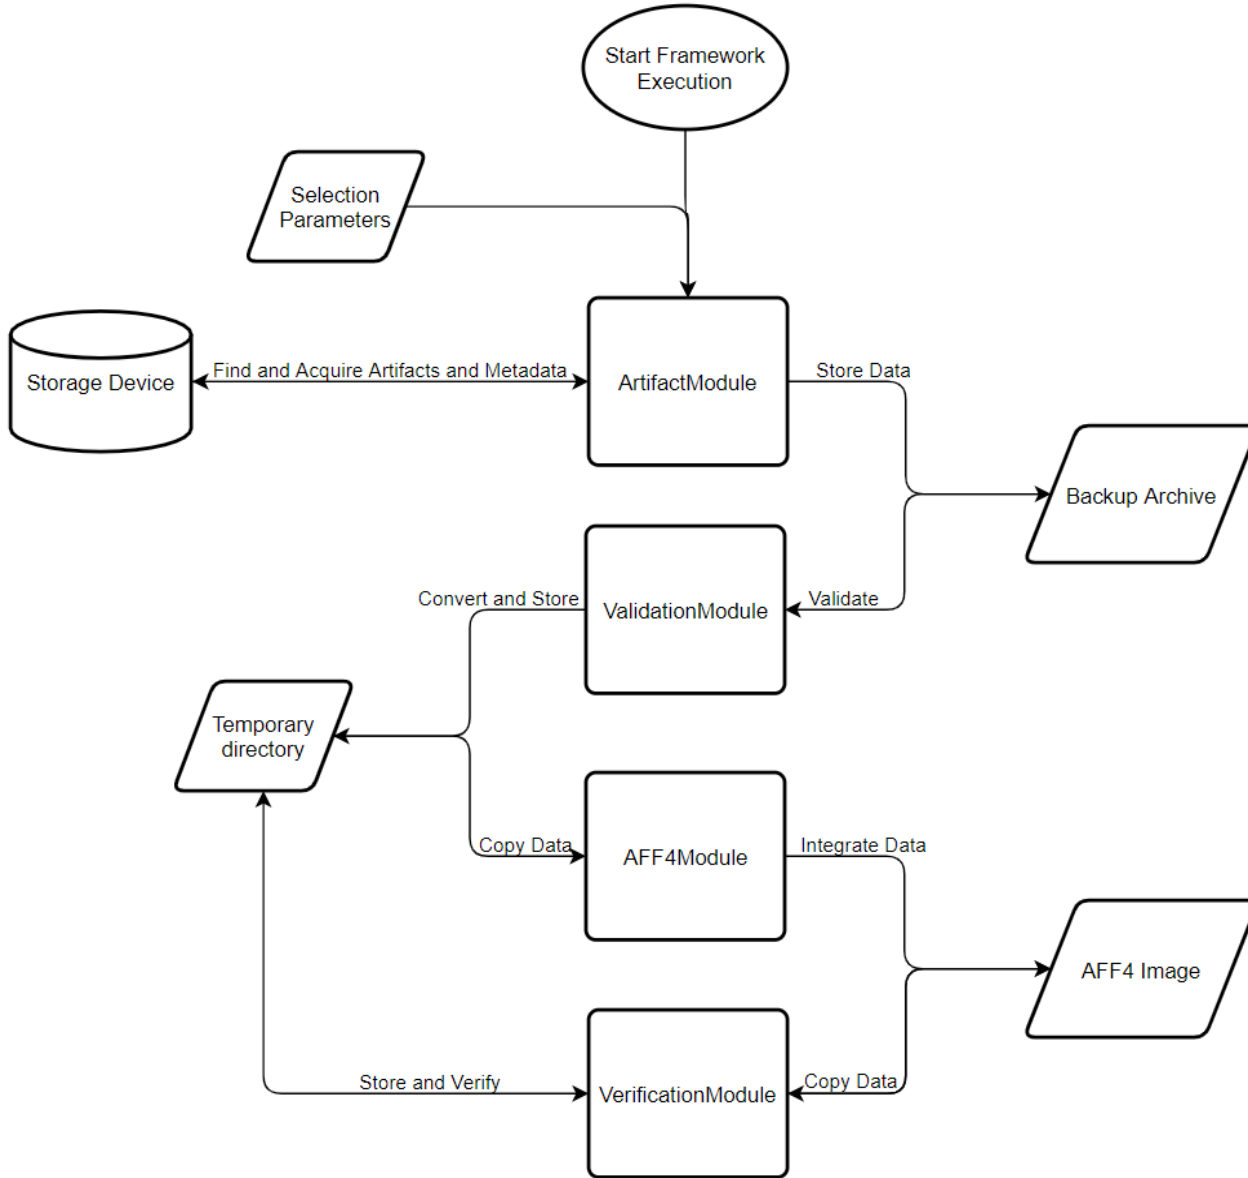 Start Framework
Execution
Selection
Parameters
Storage Device
Find and Acquire Artifacts and Metadata
ArtifactModule
Store Data
Backup Archive
Convert and Store
ValidationModule
Validate
Temporary
directory
Copy Data
AFF4Module
Integrate Data
AFF4 Image
Store and Verify
VerificationModule
Copy Data